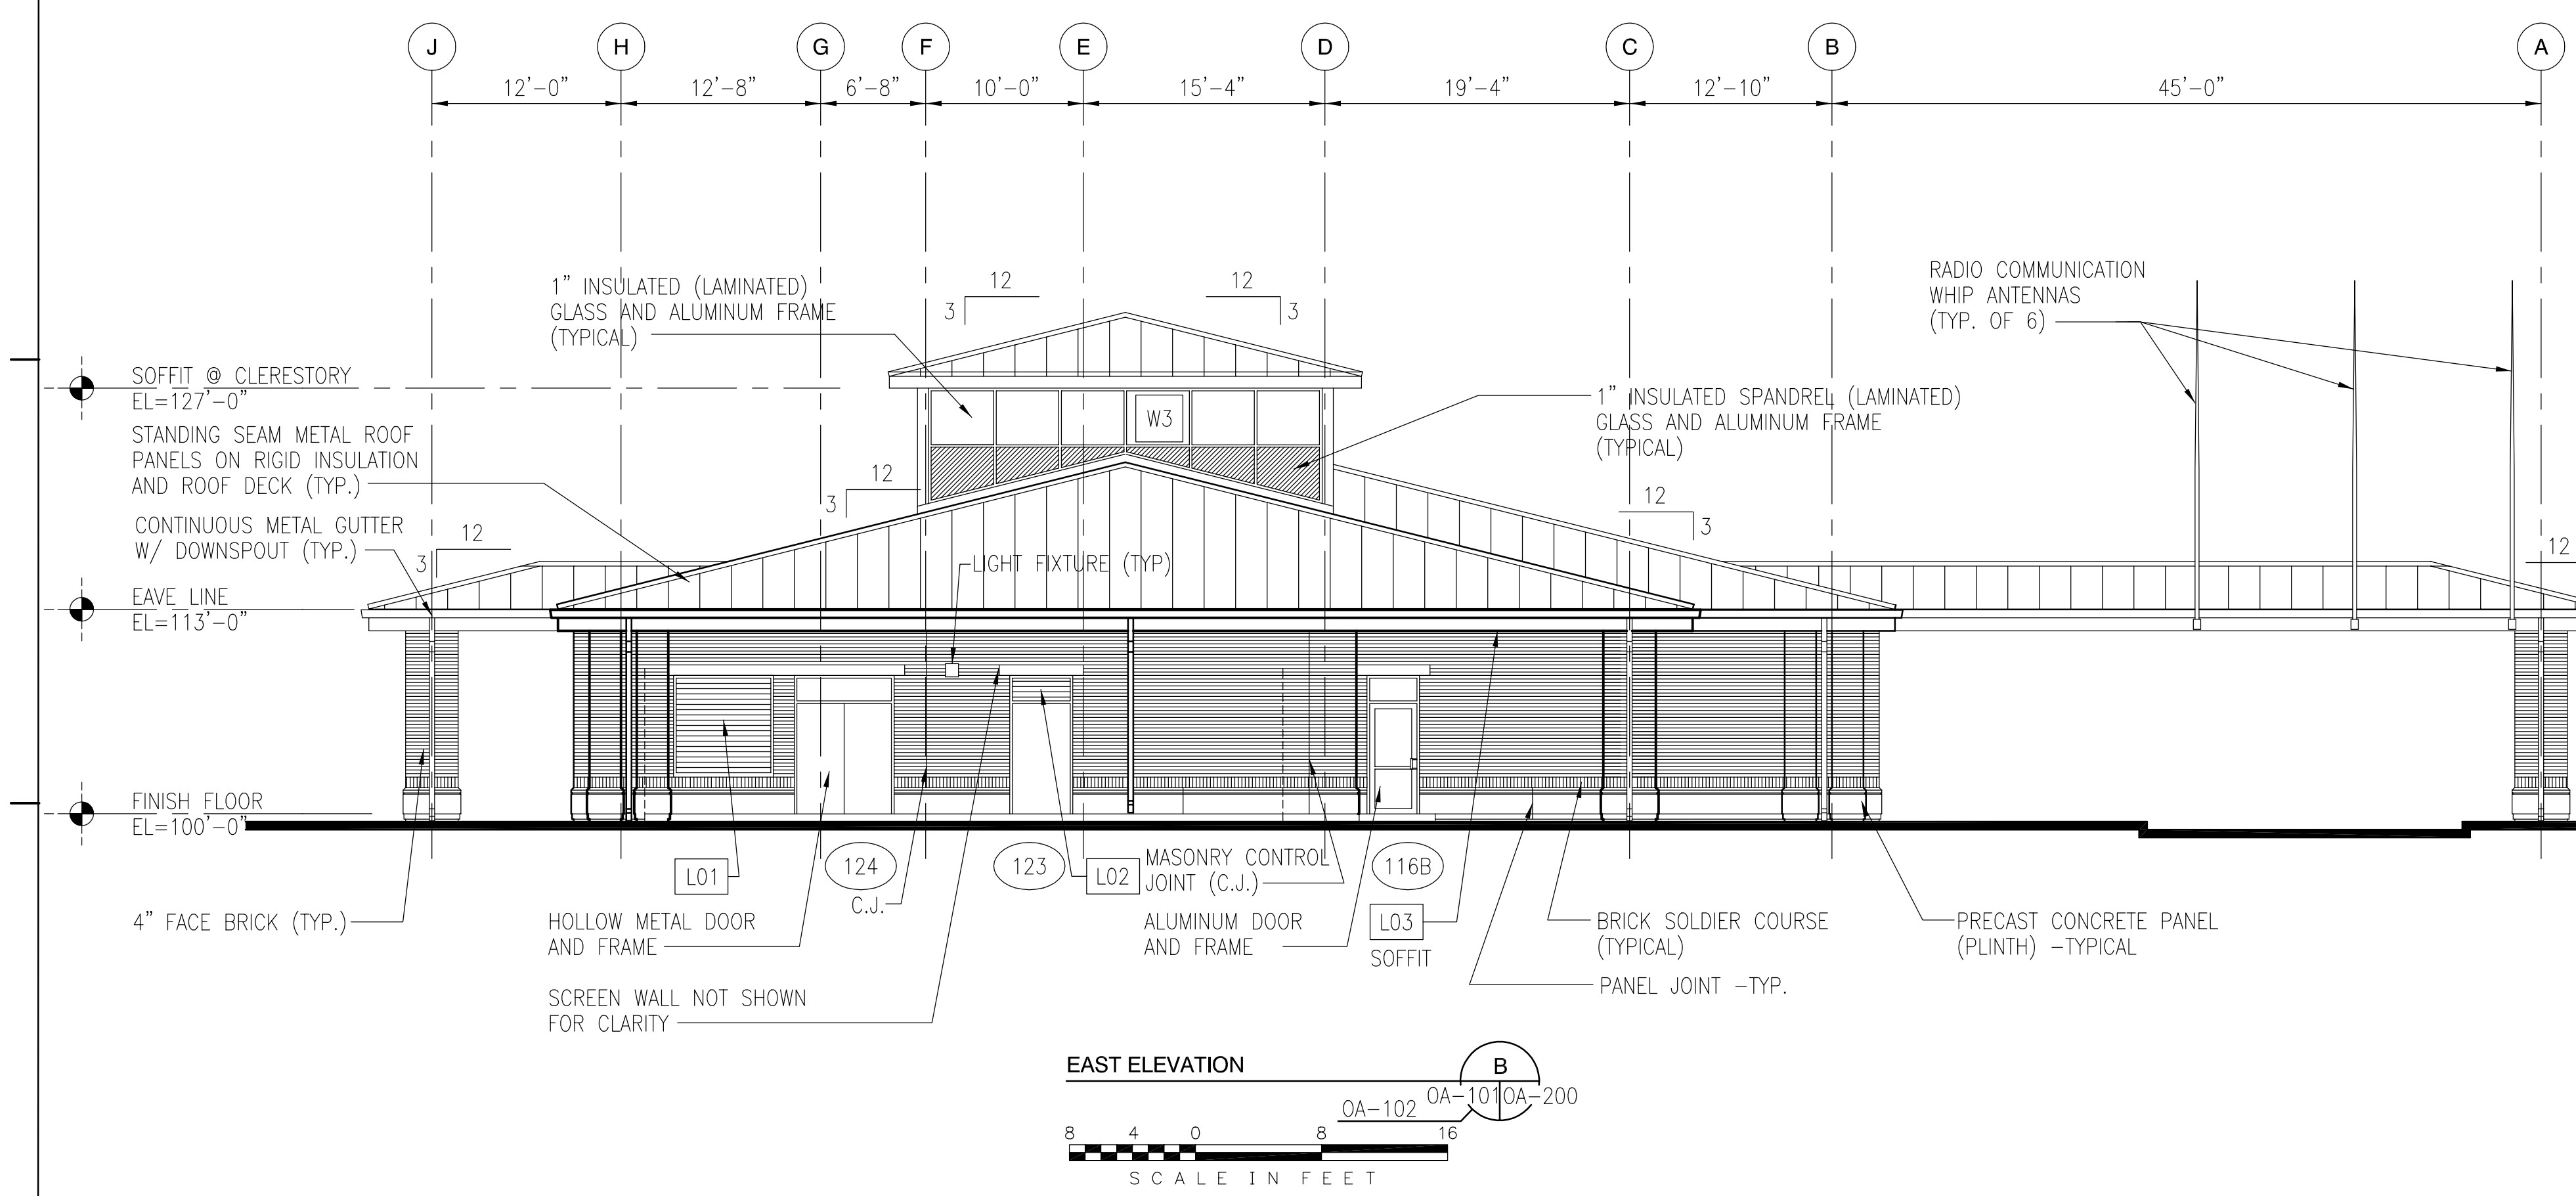 J
H
G
F
E
D
C
B
A
12'-0"
12'-8"
6'-8"
10'-0"
15'-4"
19'-4"
12'-10"
45'-0"
1" INSULATED (LAMINATED)
GLASS AND ALUMINUM FRAME
(TYPICAL)
12
3
12
3
RADIO COMMUNICATION
WHIP ANTENNAS
(TYP. OF 6)
SOFFIT @ CLERESTORY
EL=127'-0"
W3
1" INSULATED SPANDREL (LAMINATED)
GLASS AND ALUMINUM FRAME
(TYPICAL)
STANDING SEAM METAL ROOF
PANELS ON RIGID INSULATION
AND ROOF DECK (TYP.)
12
3
12
3
CONTINUOUS METAL GUTTER
W/ DOWNSPOUT (TYP.)
12
3
12
LIGHT FIXTURE (TYP)
EAVE LINE
EL=113'-0"
FINISH FLOOR
EL=100'-0"
L01
124
C.J.
123
L02
MASONRY CONTROL
JOINT (C.J.)
116B
4" FACE BRICK (TYP.)
HOLLOW METAL DOOR
AND FRAME
ALUMINUM DOOR
AND FRAME
L03
SOFFIT
BRICK SOLDIER COURSE
(TYPICAL)
PRECAST CONCRETE PANEL
(PLINTH) -TYPICAL
PANEL JOINT -TYP.
SCREEN WALL NOT SHOWN
FOR CLARITY
EAST ELEVATION
B
OA-101
OA-200
OA-102
8 4 0 8 16
SCALE IN FEET